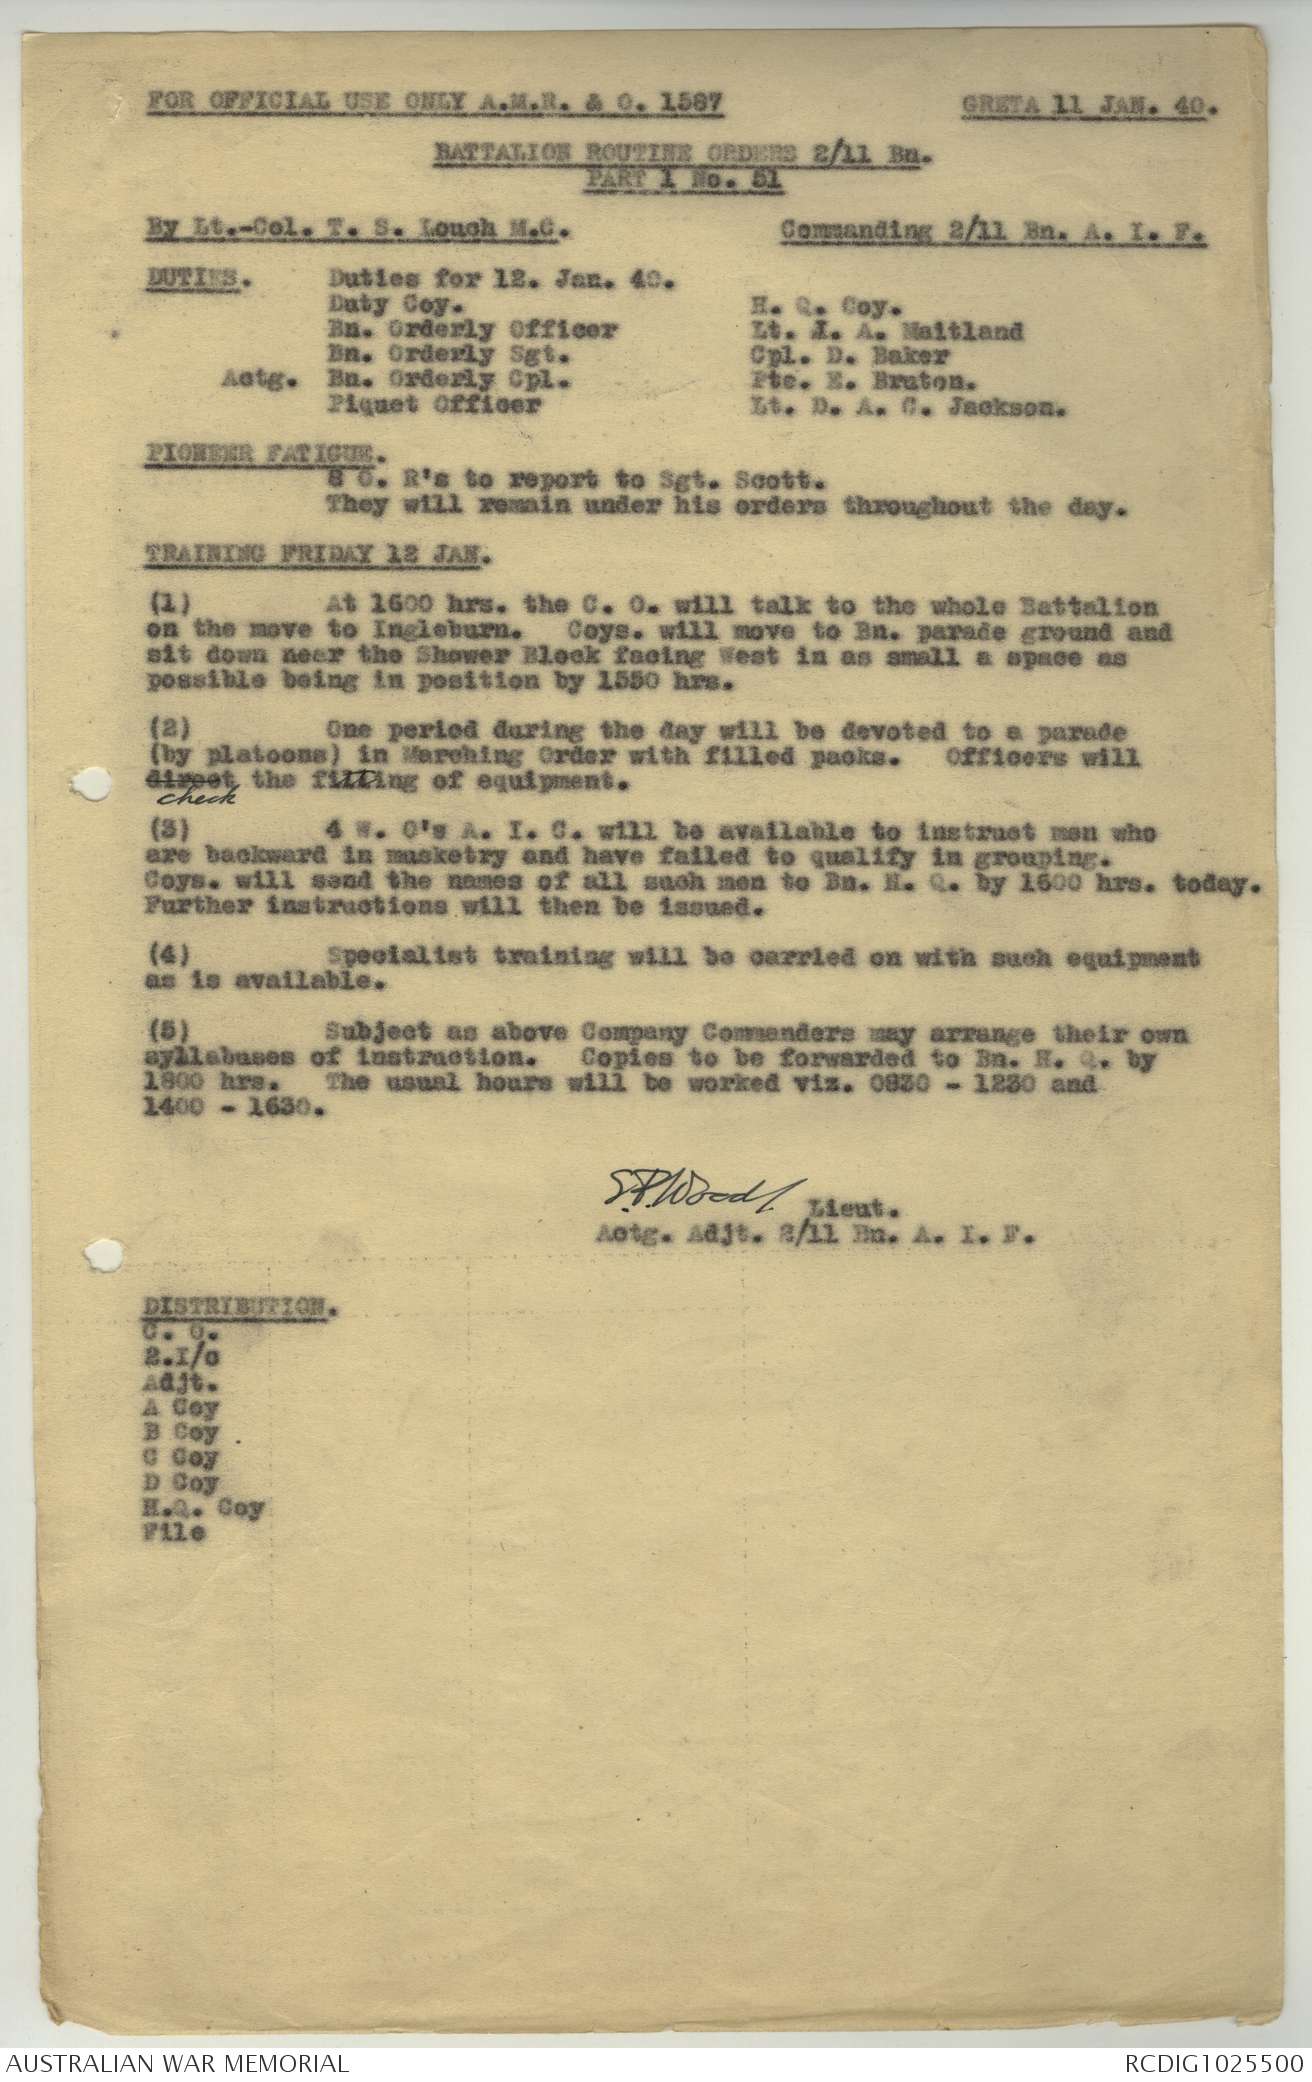 FOR OFFICIAL USE ONLY A.M.R. & O. 1587 GRETA 11 JAN. 40.
BATTALION ROUTINE ORDERS 2/11 Bn.
PART 1 No. 51
By Lt.-Col. T. S. Louch M.C. Commanding 2/11 Bn. A. I. F.
DUTIES. Duties for 12. Jan. 40.
Duty Coy. H. Q. Coy.
Bn. Orderly Officer Lt. J. A. Maitland
Bn. Orderly Sgt. Cpl. D. Baker
Actg. Bn. Orderly Cpl. Pte. E. Bruton.
Piquet Officer Lt. D. A. C. Jackson.
PIONEER FATIGUE.
8 O. R's to report to Sgt. Scott.
They will remain under his orders throughout the day.
TRAINING FRIDAY 12 JAN.
(1) At 1600 hrs. the C. O. will talk to the whole Battalion
on the move to Ingleburn. Coys. will move to Bn. parade ground and
sit down near the Shower Block facing West in as small a space as
possible being in position by 1550 hrs.
(2) One period during the day will be devoted to a parade
(by platoons) in Marching Order with filled packs. Officers will
direct the fitting of equipment.
check
(3) 4 W. O's A. I. C. will be available to instruct men who
are backward in musketry and have failed to qualify in grouping.
Coys. will send the names of all such men to Bn. H. Q. by 1600 hrs. today.
Further instructions will then be issued.
(4) Specialist training will be carried on with such equipment
as is available.
(5) Subject as above Company Commanders may arrange their own
syllabuses of instruction. Copies to be forwarded to Bn. H. Q. by
1800 hrs. The usual hours will be worked viz. 0830 - 1230 and
1400 - 1630.
S.P. Wood Lieut.
Actg. Adjt. 2/11 Bn. A. I. F.
DISTRIBUTION.
C. O.
2.I/c
Adjt.
A Coy
B Coy
C Coy
D Coy
H.Q. Coy
File
AUSTRALIAN WAR MEMORIAL RCDIG1025500